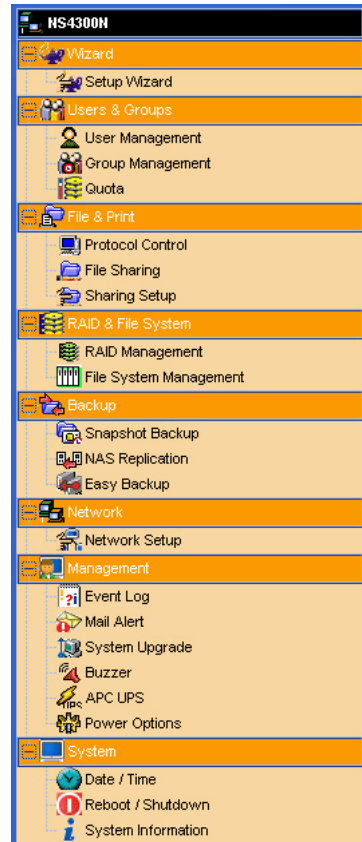 NS4300N
Wizard
Setup Wizard
Users & Groups
User Management
Group Management
Quota
File & Print
Protocol Control
File Sharing
Sharing Setup
RAID & File System
RAID Management
File System Management
Backup
Snapshot Backup
NAS Replication
Easy Backup
Network
Network Setup
Management
Event Log
Mail Alert
System Upgrade
Buzzer
APC UPS
Power Options
System
Date / Time
Reboot / Shutdown
System Information